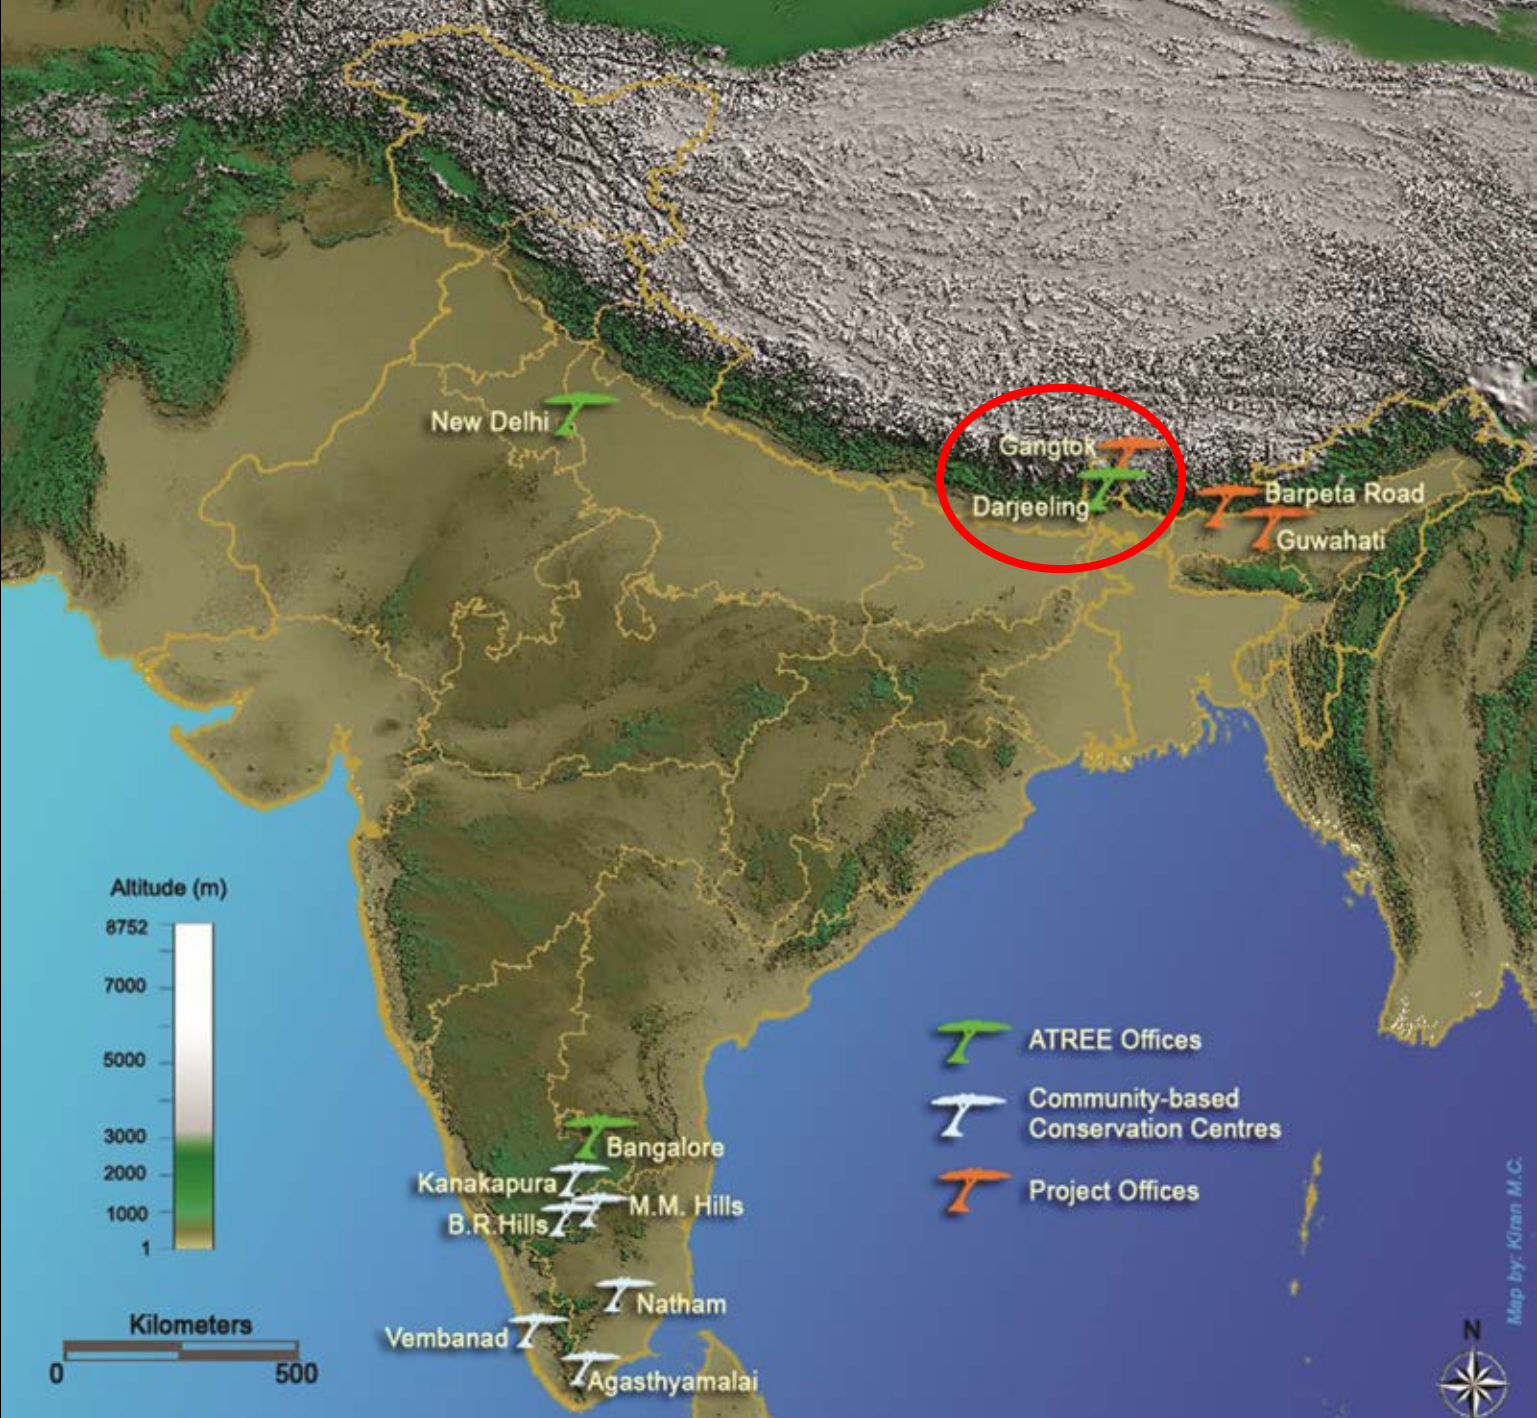 New Delhi
Gangtok
Darjeeling
Barpeta Road
Guwahati
Altitude (m)
8752
7000
5000
3000
2000
1000
1
Kilometers
0 500
ATREE Offices
Community-based
Conservation Centres
Project Offices
Bangalore
Kanakapura
M.M. Hills
B.R.Hills
Natham
Vembanad
Agasthyamalai
Map by: Kiran M.C.
N